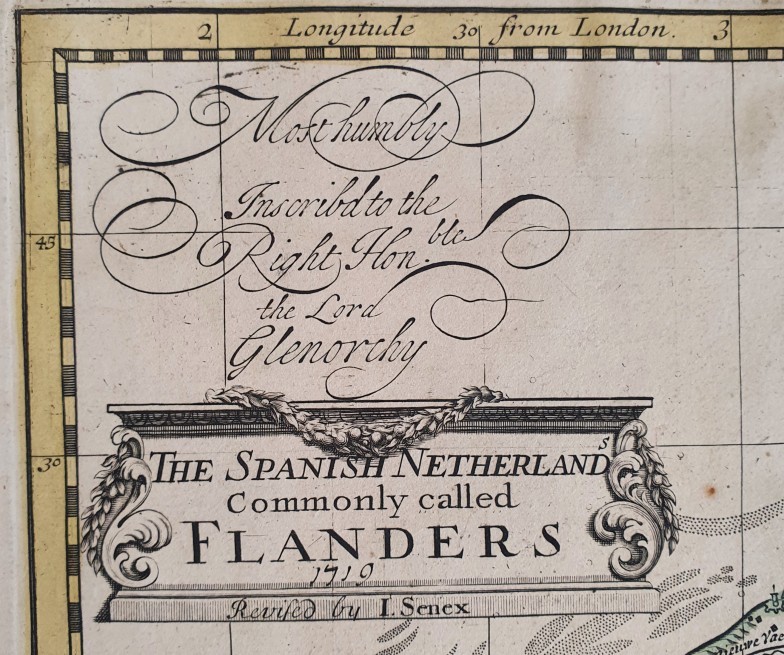 2 Longitude 30 from London. 3
Most humbly
Inscribd to the
45
Right Hon.ble
the Lord
Glenorchy
30
THE SPANISH NETHERLANDS
Commonly called
FLANDERS
1719
Reviſed by I. Senex